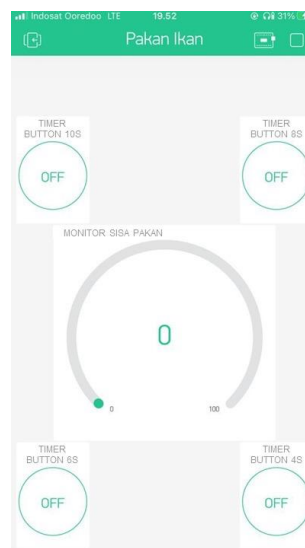 Indosat Ooredoo LTE 19.52 31%
Pakan Ikan
TIMER
BUTTON 10S
OFF
TIMER
BUTTON 8S
OFF
MONITOR SISA PAKAN
0
0 100
TIMER
BUTTON 6S
OFF
TIMER
BUTTON 4S
OFF